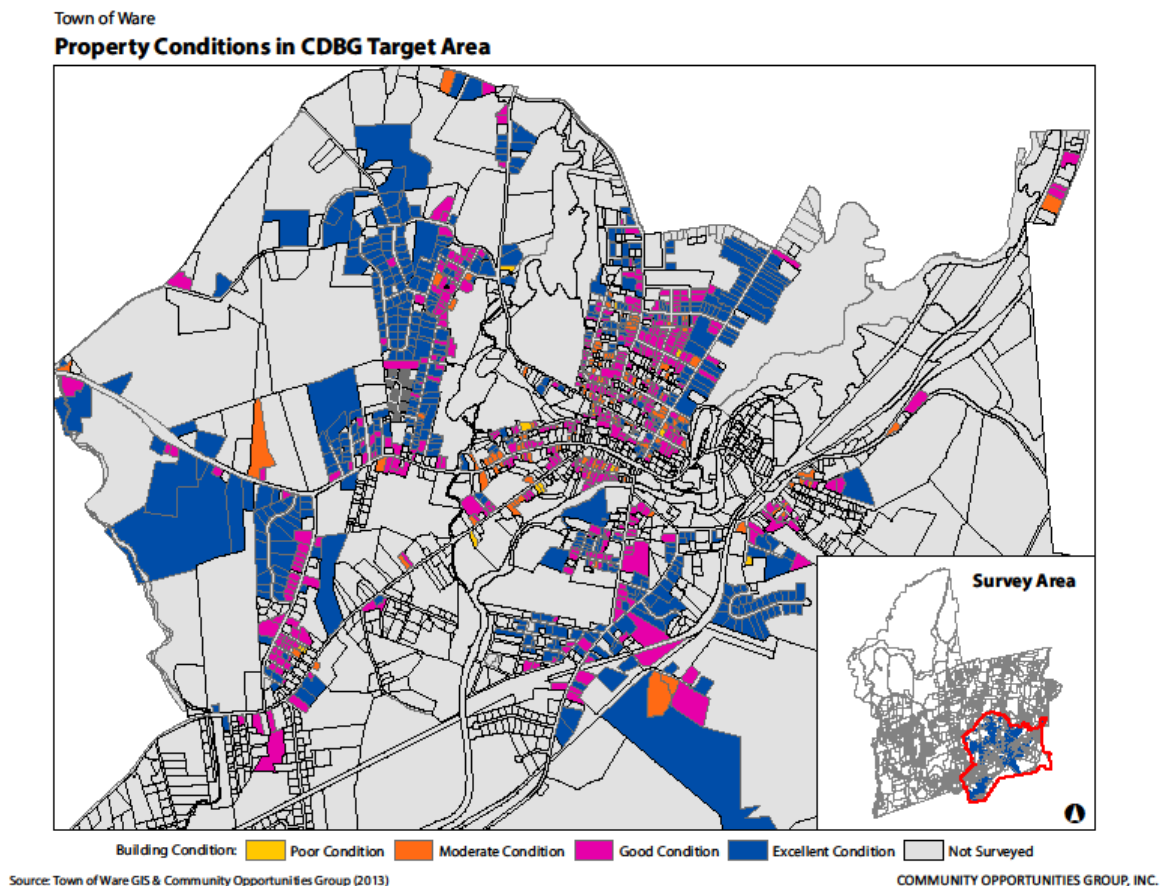 Town of Ware
Property Conditions in CDBG Target Area
Survey Area
Building Condition: Poor Condition Moderate Condition Good Condition Excellent Condition Not Surveyed
Source: Town of Ware GIS & Community Opportunities Group (2013) COMMUNITY OPPORTUNITIES GROUP, INC.